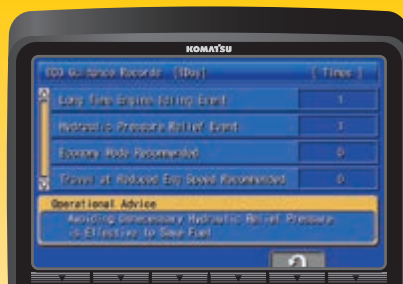 KOMATSU
ECO Guidance Records [1Day] [ Times ]
Long Time Engine Idling Event 1
Hydraulic Pressure Relief Event
Economy Mode Recommended 0
Travel at Reduced Eng Speed Recommended 0
Operational Advice
Avoiding Unnecessary Hydraulic Relief Pressure
is Effective to Save Fuel